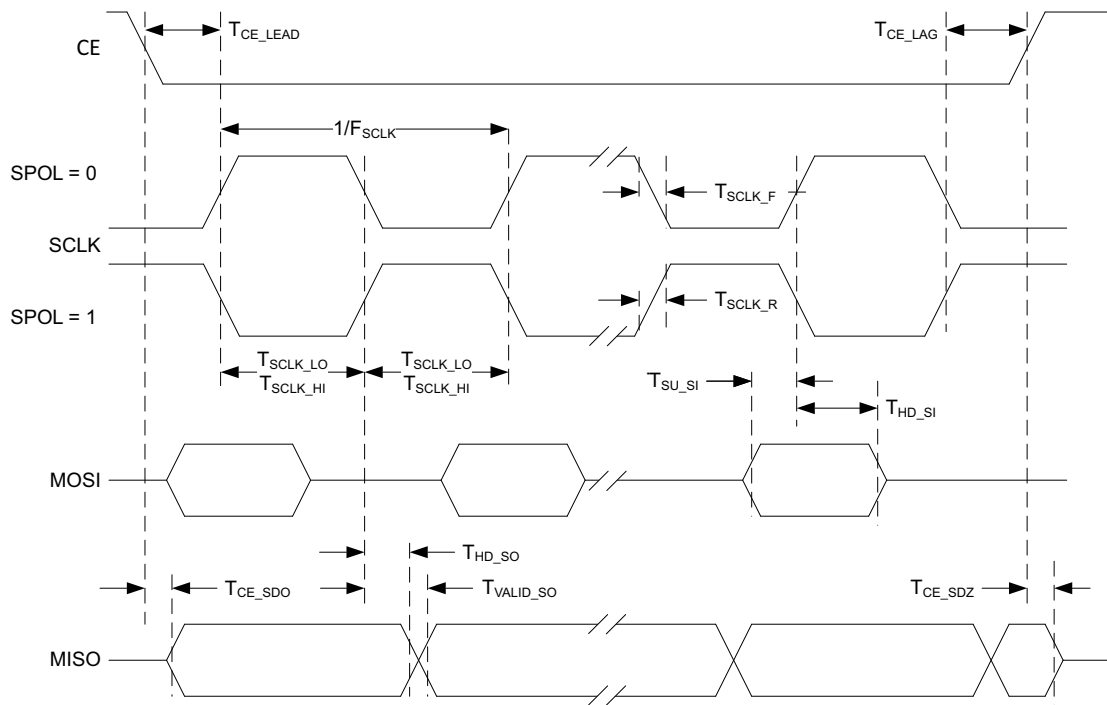 CE
T_CE_LEAD
T_CE_LAG
1/F_SCLK
SPOL = 0
T_SCLK_F
SCLK
SPOL = 1
T_SCLK_R
T_SCLK_LO
T_SCLK_HI
T_SCLK_LO
T_SCLK_HI
T_SU_SI
T_HD_SI
MOSI
T_HD_SO
T_CE_SDO
T_VALID_SO
T_CE_SDZ
MISO